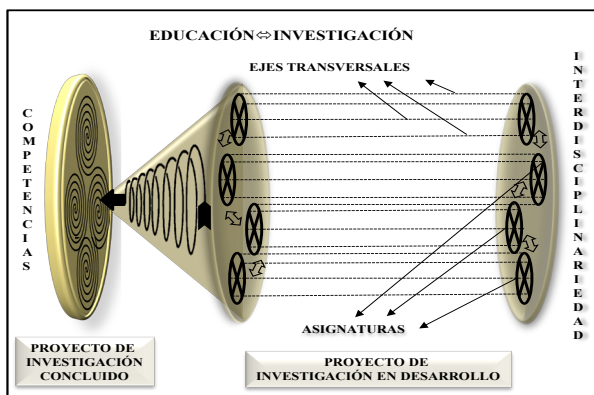 EDUCACIÓN⇔INVESTIGACIÓN
EJES TRANSVERSALES
COMPETENCIAS
INTERDISCIPLINARIEDAD
ASIGNATURAS
PROYECTO DE
INVESTIGACIÓN
CONCLUIDO
PROYECTO DE
INVESTIGACIÓN EN DESARROLLO